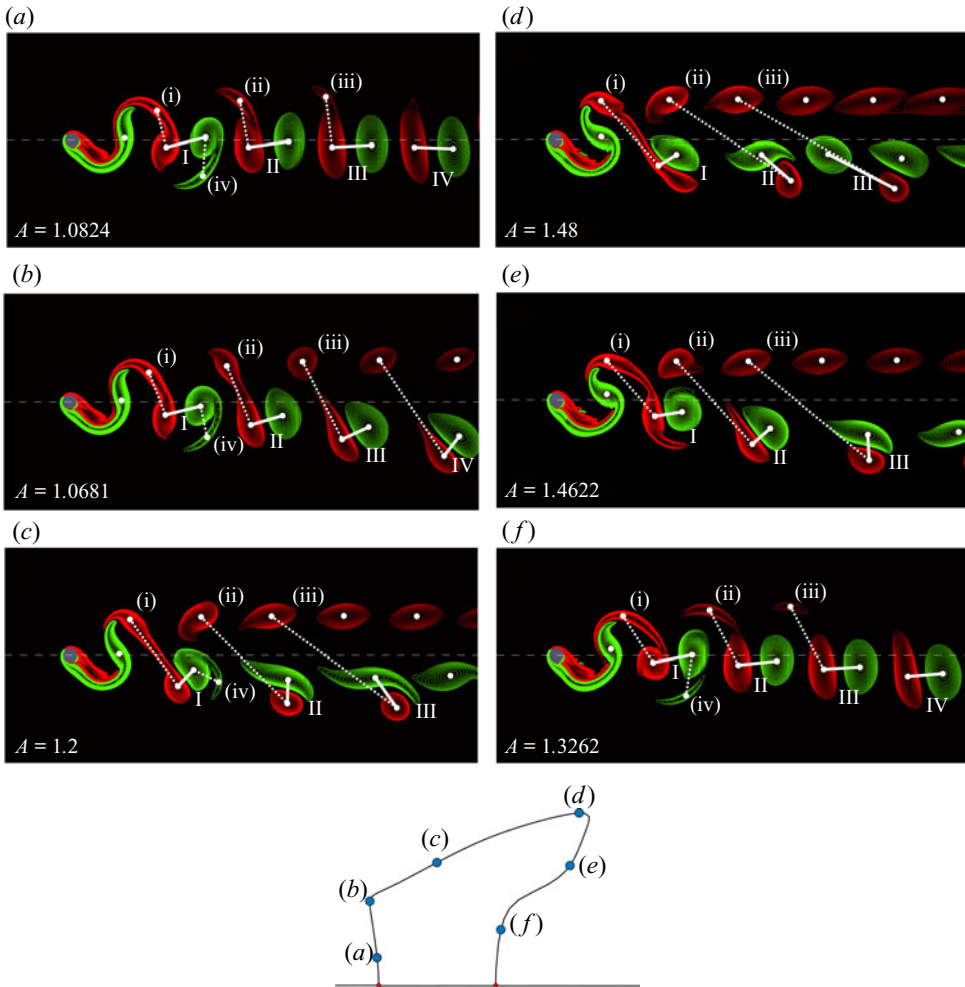 (a)
(i)
(ii)
(iii)
I
II
III
IV
(iv)
A = 1.0824
(b)
(i)
(ii)
(iii)
I
II
III
IV
(iv)
A = 1.0681
(c)
(i)
(ii)
(iii)
I
(iv)
II
III
A = 1.2
(d)
(i)
(ii)
(iii)
I
II
III
A = 1.48
(e)
(i)
(ii)
(iii)
I
II
III
A = 1.4622
(f)
(i)
(ii)
(iii)
I
II
III
IV
(iv)
A = 1.3262
(d)
(c)
(e)
(b)
(f)
(a)